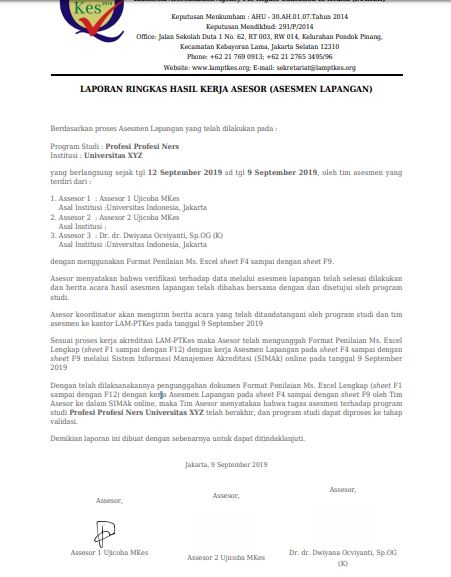 Kes
2014
Keputusan Menkumham : AHU - 30.AH.01.07.Tahun 2014
Keputusan Mendikbud: 291/P/2014
Office: Jalan Sekolah Duta 1 No. 62, RT 003, RW 014, Kelurahan Pondok Pinang,
Kecamatan Kebayoran Lama, Jakarta Selatan 12310
Phone: +62 21 769 0913; +62 21 2765 3495/96
Website: www.lamptkes.org; E-mail: sekretariat@lamptkes.org
LAPORAN RINGKAS HASIL KERJA ASESOR (ASESMEN LAPANGAN)
Berdasarkan proses Asesmen Lapangan yang telah dilakukan pada :
Program Studi : Profesi Profesi Ners
Institusi : Universitas XYZ
yang berlangsung sejak tgl 12 September 2019 sd tgl 9 September 2019, oleh tim asesmen yang
terdiri dari :
1. Assesor 1 : Assesor 1 Ujicoba MKes
Asal Institusi :Universitas Indonesia, Jakarta
2. Assesor 2 : Assesor 2 Ujicoba MKes
Asal Institusi :
3. Assesor 3 : Dr. dr. Dwiyana Ocviyanti, Sp.OG (K)
Asal Institusi :Universitas Indonesia, Jakarta
dengan menggunakan Format Penilaian Ms. Excel sheet F4 sampai dengan sheet F9.
Asesor menyatakan bahwa verifikasi terhadap data melalui asesmen lapangan telah selesai dilakukan
dan berita acara hasil asesmen lapangan telah dibahas bersama dengan dan disetujui oleh program
studi.
Asesor koordinator akan mengirim berita acara yang telah ditandatangani oleh program studi dan tim
asesmen ke kantor LAM-PTKes pada tanggal 9 September 2019
Sesuai proses kerja akreditasi LAM-PTKes maka Asesor telah mengunggah Format Penilaian Ms. Excel
Lengkap (sheet F1 sampai dengan F12) dengan kerja Asesmen Lapangan pada sheet F4 sampai dengan
sheet F9 melalui Sistem Informasi Manajemen Akreditasi (SIMAk) online pada tanggal 9 September
2019
Dengan telah dilaksanakannya pengunggahan dokumen Format Penilaian Ms. Excel Lengkap (sheet F1
sampai dengan F12) dengan kerja Asesmen Lapangan pada sheet F4 sampai dengan sheet F9 oleh Tim
Asesor ke dalam SIMAk online, maka Tim Asesor menyatakan bahwa tugas asesmen terhadap program
studi Profesi Profesi Ners Universitas XYZ telah berakhir, dan program studi dapat diproses ke tahap
validasi.
Demikian laporan ini dibuat dengan sebenarnya untuk dapat ditindaklanjuti.
Jakarta, 9 September 2019
Assesor, Assesor, Assesor,
Assesor 1 Ujicoba MKes Assesor 2 Ujicoba MKes Dr. dr. Dwiyana Ocviyanti, Sp.OG
(K)